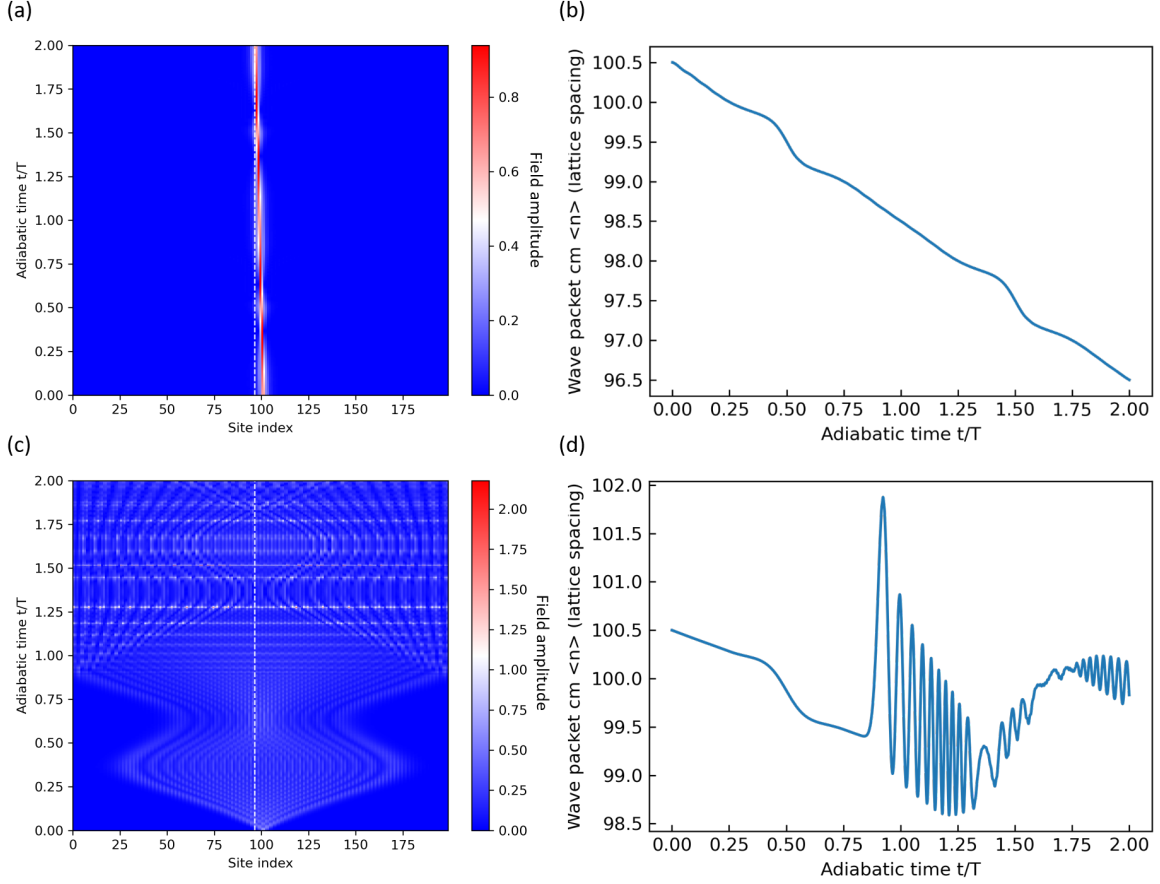 (a)
2.00
1.75
1.50
1.25
1.00
0.75
0.50
0.25
0.00
Adiabatic time t/T
0 25 50 75 100 125 150 175
Site index
0.8
0.6
0.4
0.2
0.0
Field amplitude
(b)
100.5
100.0
99.5
99.0
98.5
98.0
97.5
97.0
96.5
Wave packet cm <n> (lattice spacing)
0.00 0.25 0.50 0.75 1.00 1.25 1.50 1.75 2.00
Adiabatic time t/T
(c)
2.00
1.75
1.50
1.25
1.00
0.75
0.50
0.25
0.00
Adiabatic time t/T
0 25 50 75 100 125 150 175
Site index
2.00
1.75
1.50
1.25
1.00
0.75
0.50
0.25
0.00
Field amplitude
(d)
102.0
101.5
101.0
100.5
100.0
99.5
99.0
98.5
Wave packet cm <n> (lattice spacing)
0.00 0.25 0.50 0.75 1.00 1.25 1.50 1.75 2.00
Adiabatic time t/T